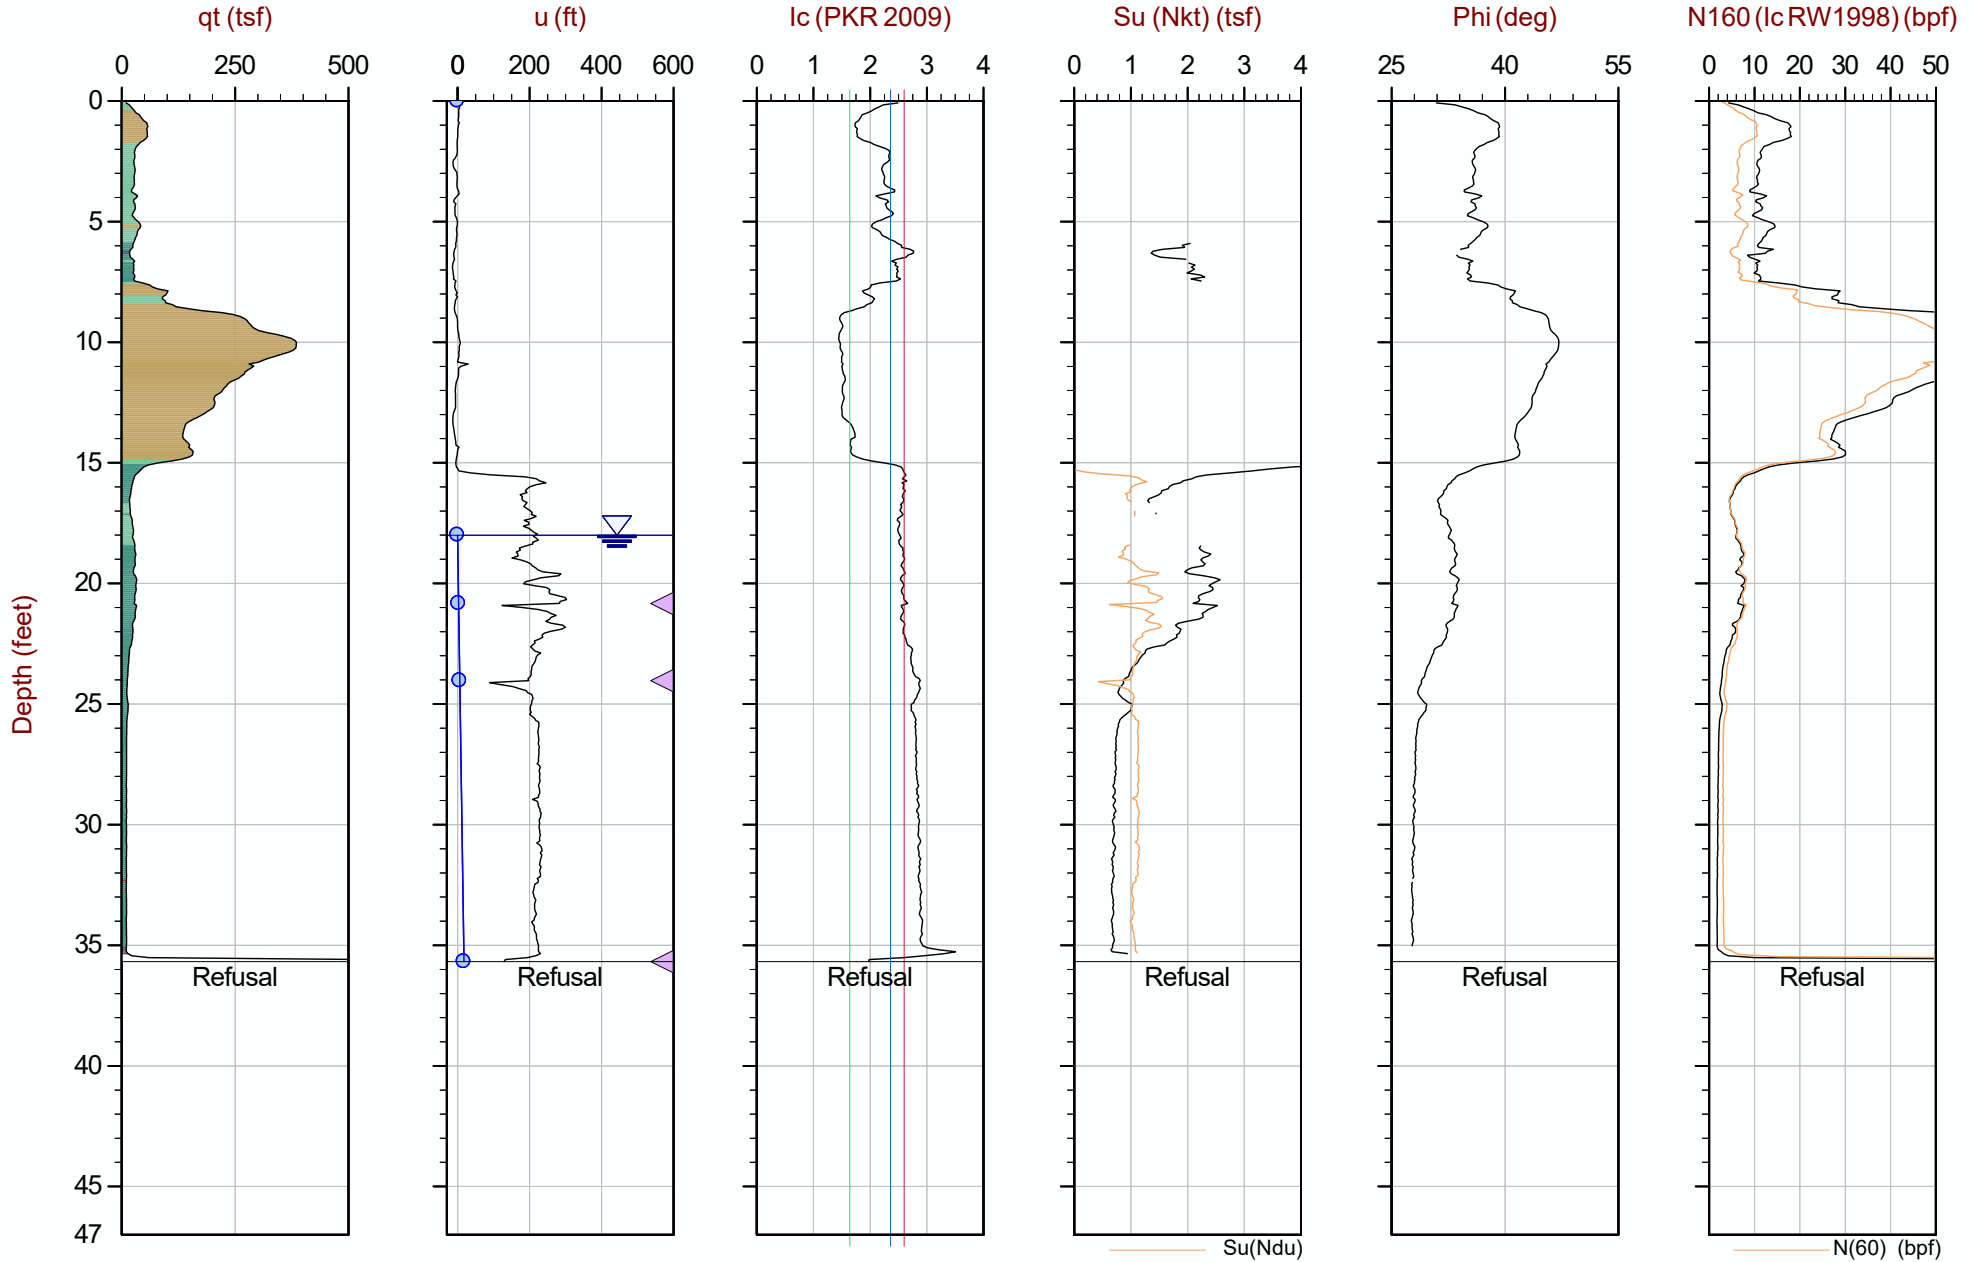 qt (tsf) u (ft) Ic (PKR 2009) Su (Nkt) (tsf) Phi (deg) N160 (Ic RW1998) (bpf)
0 250 500 0 200 400 600 0 1 2 3 4 0 1 2 3 4 25 40 55 0 10 20 30 40 50
0
5
10
15
20
25
30
35
40
45
47
Depth (feet)
Refusal Refusal Refusal Refusal Refusal Refusal
Su(Ndu) N(60) (bpf)